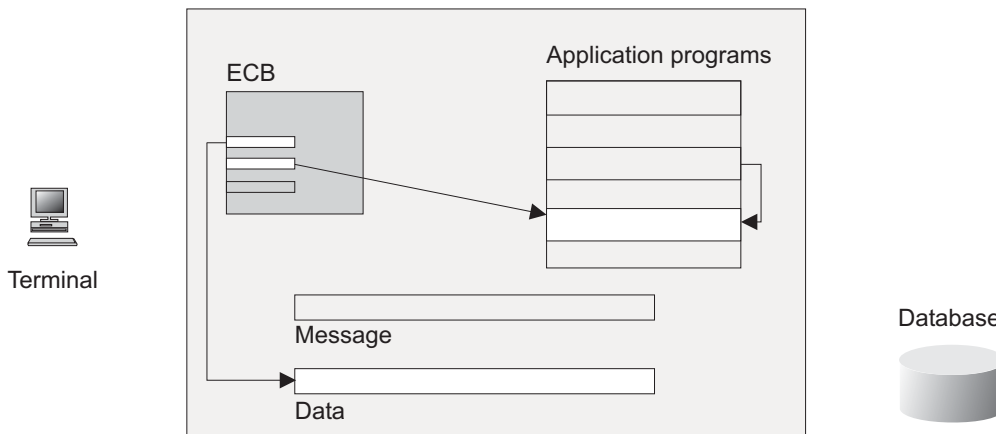 ECB
Application programs
Terminal
Message
Database
Data